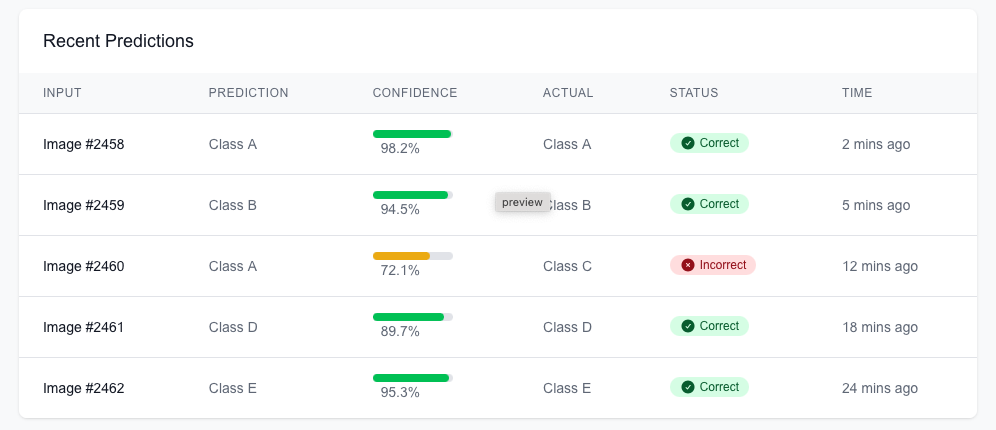 Recent Predictions
INPUT PREDICTION CONFIDENCE ACTUAL STATUS TIME
Image #2458 Class A 98.2% Class A Correct 2 mins ago
Image #2459 Class B 94.5% preview Class B Correct 5 mins ago
Image #2460 Class A 72.1% Class C Incorrect 12 mins ago
Image #2461 Class D 89.7% Class D Correct 18 mins ago
Image #2462 Class E 95.3% Class E Correct 24 mins ago